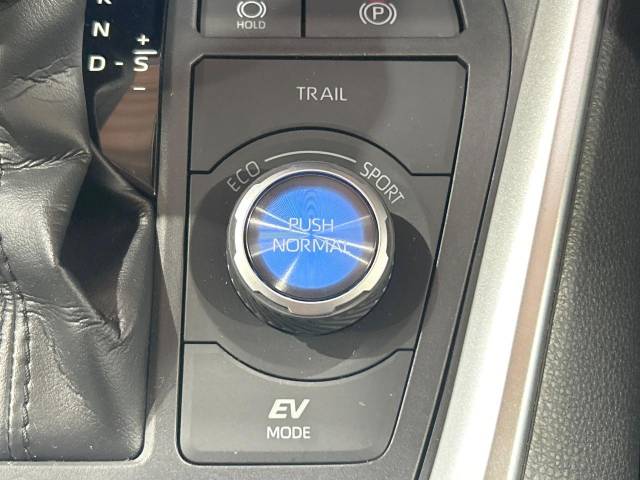 R
N
D - S
+
-
HOLD
P
TRAIL
ECO
SPORT
PUSH
NORMAL
EV
MODE